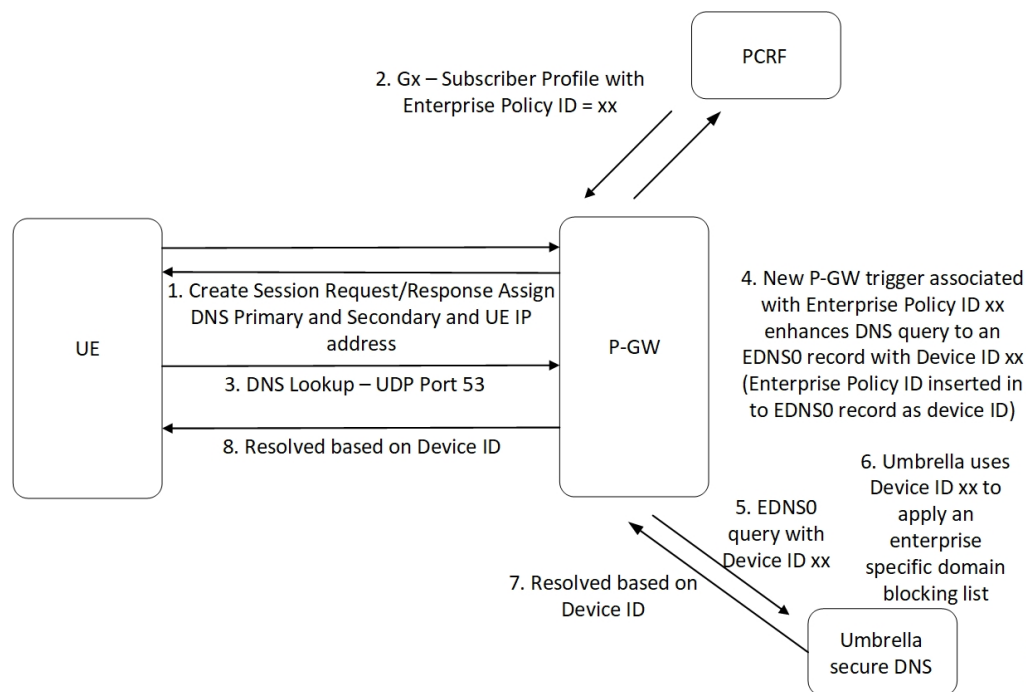 PCRF
2. Gx – Subscriber Profile with
Enterprise Policy ID = xx
UE
1. Create Session Request/Response Assign
DNS Primary and Secondary and UE IP
address
3. DNS Lookup – UDP Port 53
8. Resolved based on Device ID
P-GW
4. New P-GW trigger associated
with Enterprise Policy ID xx
enhances DNS query to an
EDNS0 record with Device ID xx
(Enterprise Policy ID inserted in
to EDNS0 record as device ID)
5. EDNS0
query with
Device ID xx
6. Umbrella uses
Device ID xx to
apply an
enterprise
specific domain
blocking list
7. Resolved based on
Device ID
Umbrella
secure DNS